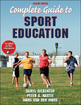 Complete Guide to
SPORT
EDUCATION
DARYL SIEDENTOP
PETER A. HASTIE
HANS VAN DER MARS